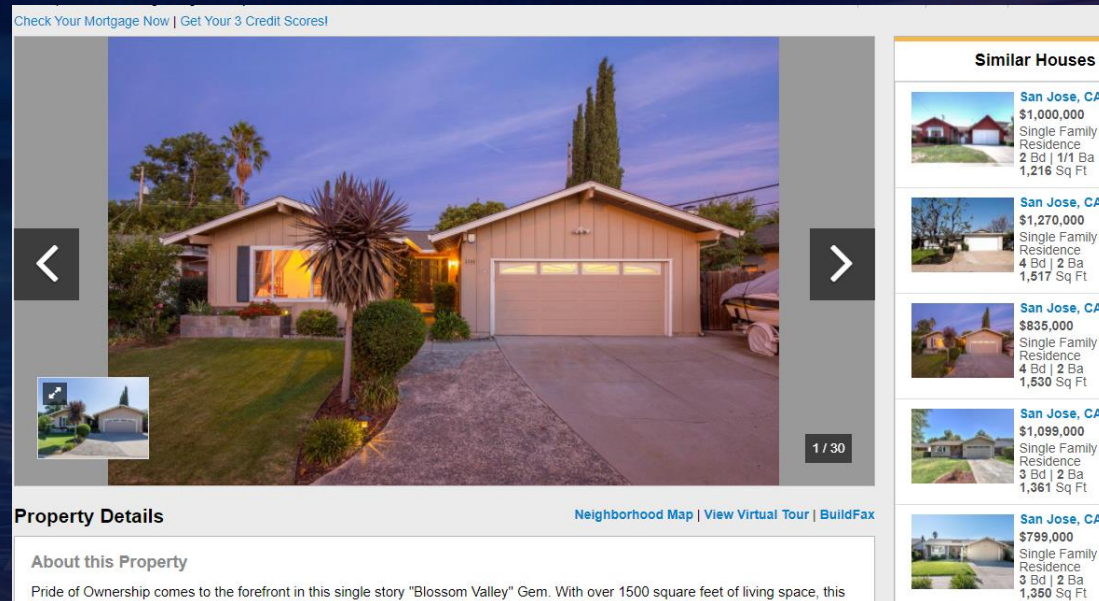 Check Your Mortgage Now | Get Your 3 Credit Scores!
1 / 30
Property Details
Neighborhood Map | View Virtual Tour | BuildFax
About this Property
Pride of Ownership comes to the forefront in this single story "Blossom Valley" Gem. With over 1500 square feet of living space, this
Similar Houses
San Jose, CA
$1,000,000
Single Family
Residence
2 Bd | 1/1 Ba
1,216 Sq Ft
San Jose, CA
$1,270,000
Single Family
Residence
4 Bd | 2 Ba
1,517 Sq Ft
San Jose, CA
$835,000
Single Family
Residence
4 Bd | 2 Ba
1,530 Sq Ft
San Jose, CA
$1,099,000
Single Family
Residence
3 Bd | 2 Ba
1,361 Sq Ft
San Jose, CA
$799,000
Single Family
Residence
3 Bd | 2 Ba
1,350 Sq Ft